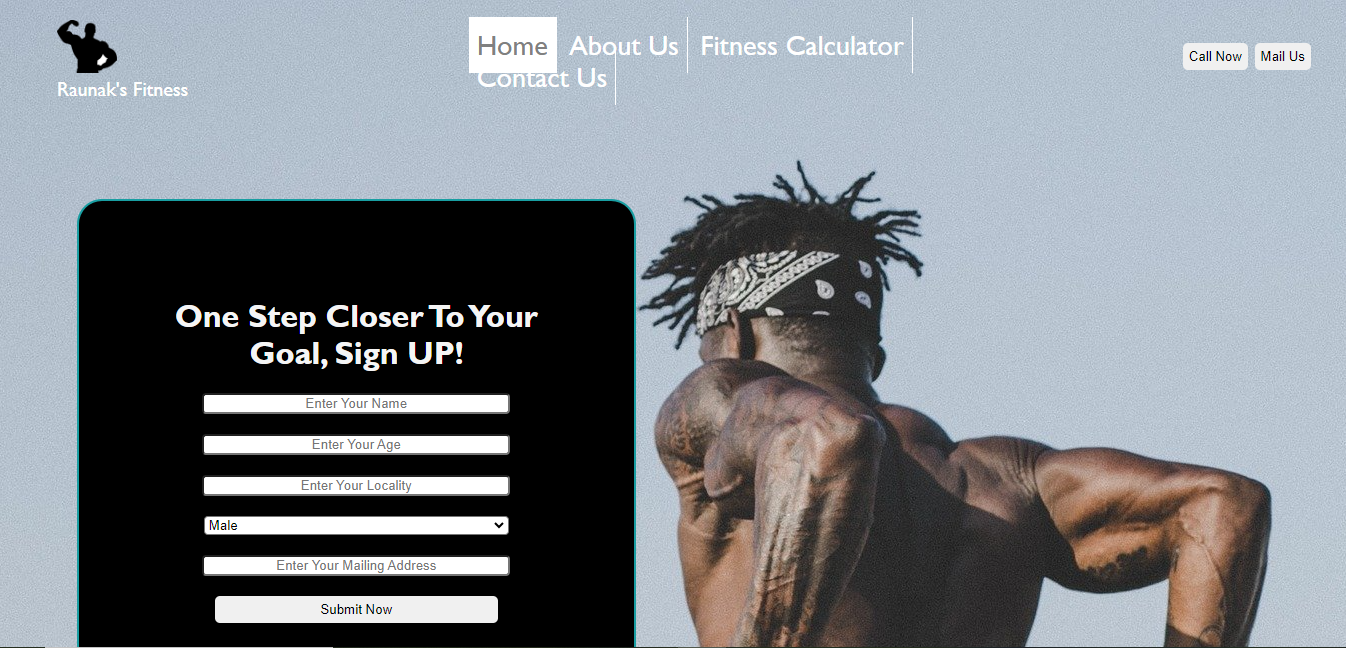 Raunak's Fitness
Home About Us Fitness Calculator
Contact Us
Call Now Mail Us
One Step Closer To Your
Goal, Sign UP!
Enter Your Name
Enter Your Age
Enter Your Locality
Male
Enter Your Mailing Address
Submit Now